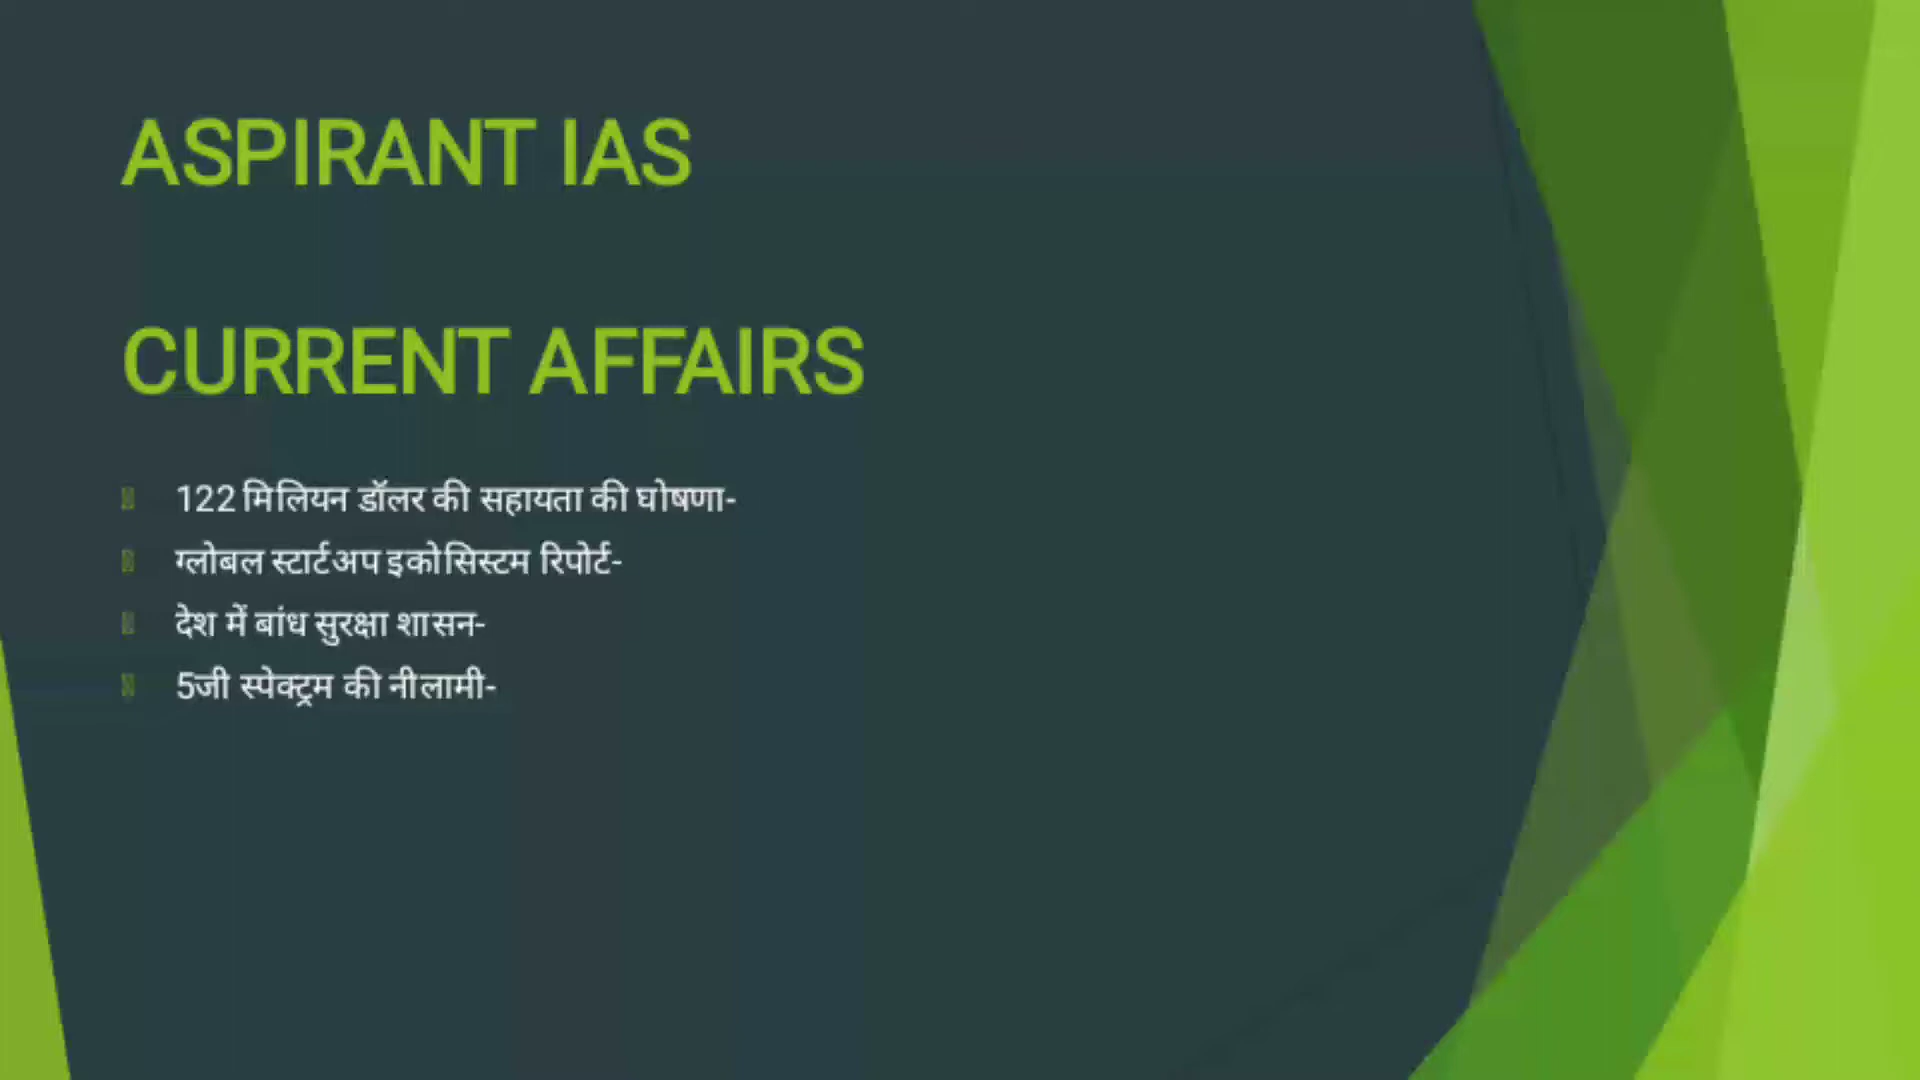 ASPIRANT IAS
CURRENT AFFAIRS
122 मिलियन डॉलर की सहायता की घोषणा-
ग्लोबल स्टार्टअप इकोसिस्टम रिपोर्ट-
देश में बांध सुरक्षा शासन-
5जी स्पेक्ट्रम की नीलामी-